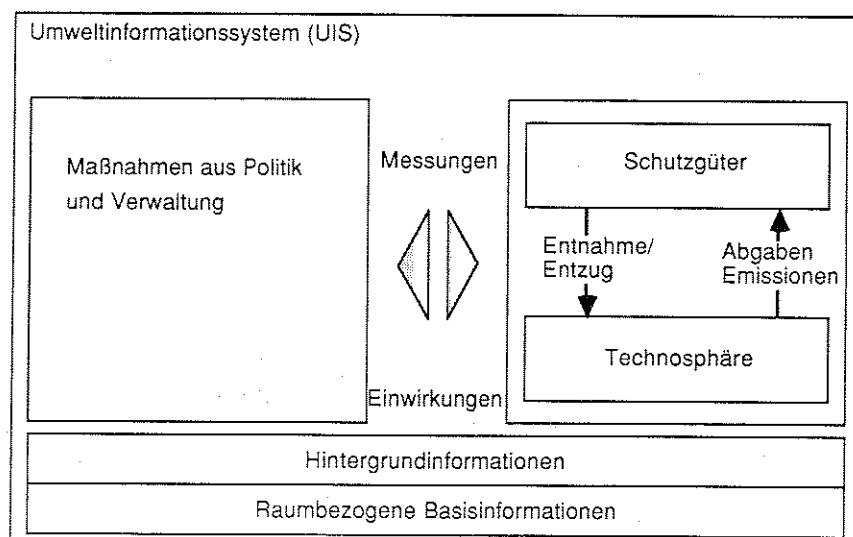 Umweltinformationssystem (UIS)
Maßnahmen aus Politik
und Verwaltung
Messungen
Einwirkungen
Schutzgüter
Entnahme/
Entzug
Abgaben
Emissionen
Technosphäre
Hintergrundinformationen
Raumbezogene Basisinformationen